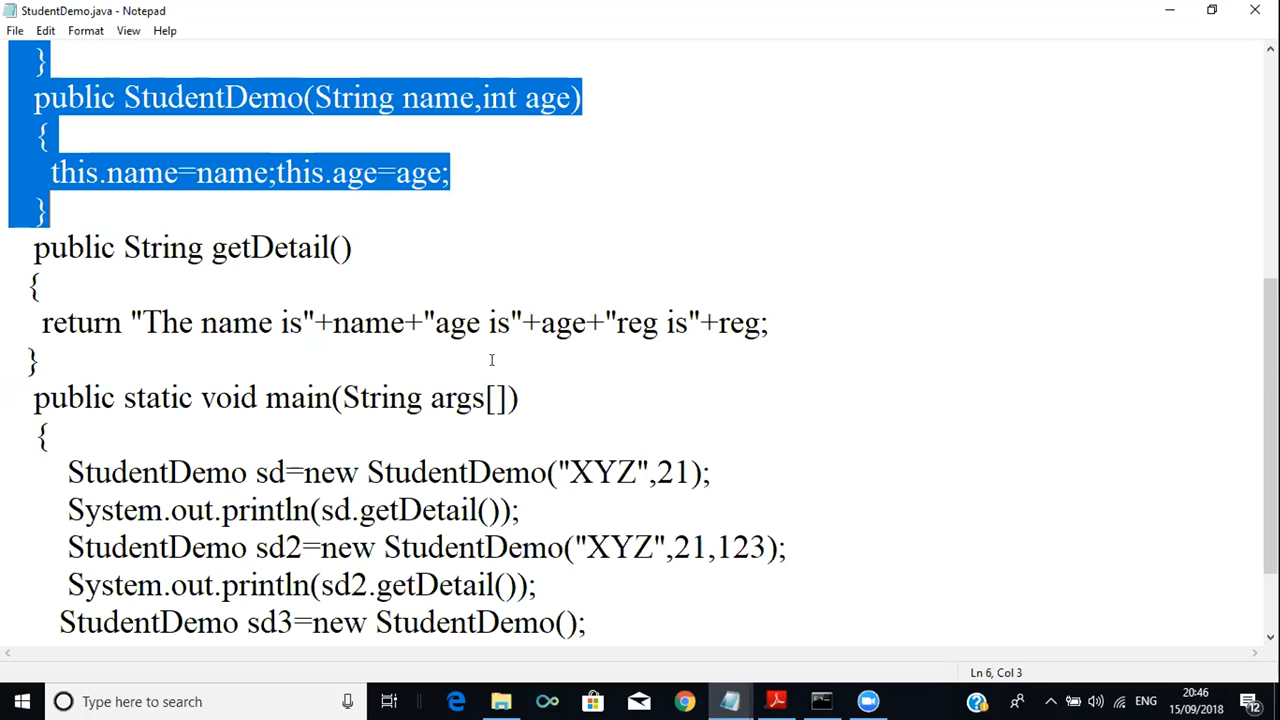 StudentDemo.java - Notepad
File Edit Format View Help
}
public StudentDemo(String name,int age)
{
this.name=name;this.age=age;
}
public String getDetail()
{
return "The name is"+name+"age is"+age+"reg is"+reg;
}
public static void main(String args[])
{
StudentDemo sd=new StudentDemo("XYZ",21);
System.out.println(sd.getDetail());
StudentDemo sd2=new StudentDemo("XYZ",21,123);
System.out.println(sd2.getDetail());
StudentDemo sd3=new StudentDemo();
Ln 6, Col 3
Type here to search
ENG
20:46
15/09/2018
12